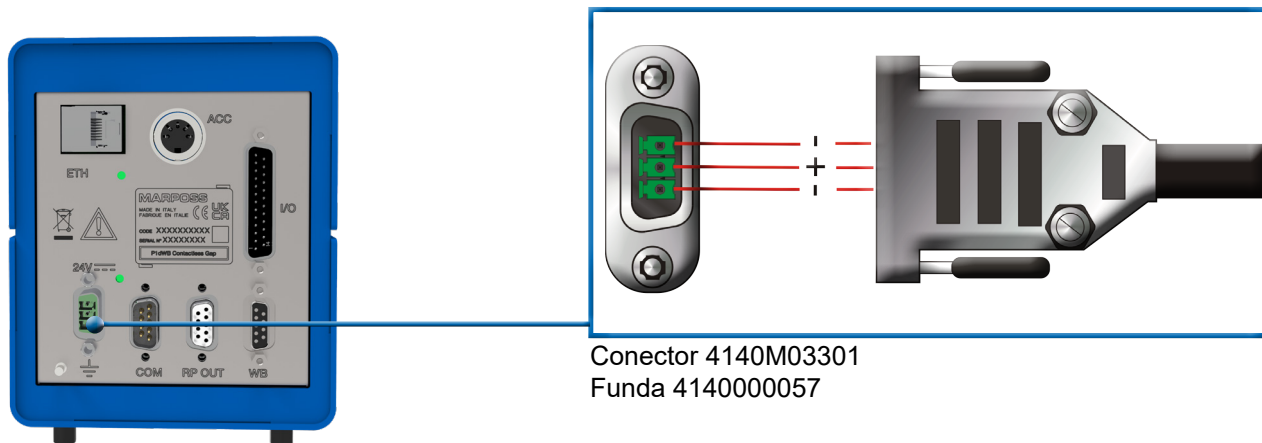 ACC
ETH
I/O
MARPOSS
MADE IN ITALY
FABRIQUE EN ITALIE
CE UK CA
CODE XXXXXXXXXX
SERIAL N° XXXXXXXX
P1dWB Contactless Gap
24V
COM
RP OUT
WB
-
+
-
Conector 4140M03301
Funda 4140000057